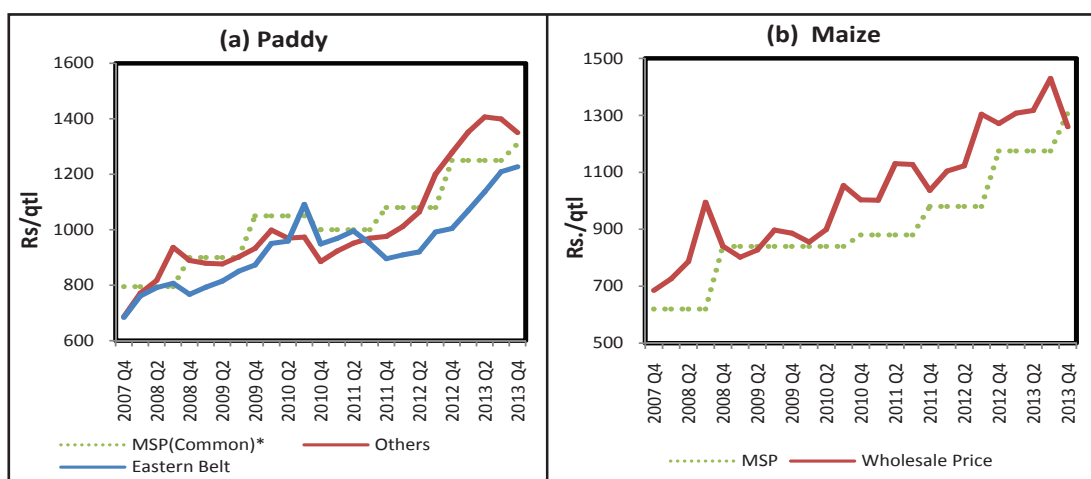 (a) Paddy
1600
1400
1200
1000
800
600
Rs/qtl
2007 Q4
2008 Q2
2008 Q4
2009 Q2
2009 Q4
2010 Q2
2010 Q4
2011 Q2
2011 Q4
2012 Q2
2012 Q4
2013 Q2
2013 Q4
MSP(Common)*
Others
Eastern Belt
(b) Maize
1500
1300
1100
900
700
500
Rs./qtl
2007 Q4
2008 Q2
2008 Q4
2009 Q2
2009 Q4
2010 Q2
2010 Q4
2011 Q2
2011 Q4
2012 Q2
2012 Q4
2013 Q2
2013 Q4
MSP
Wholesale Price